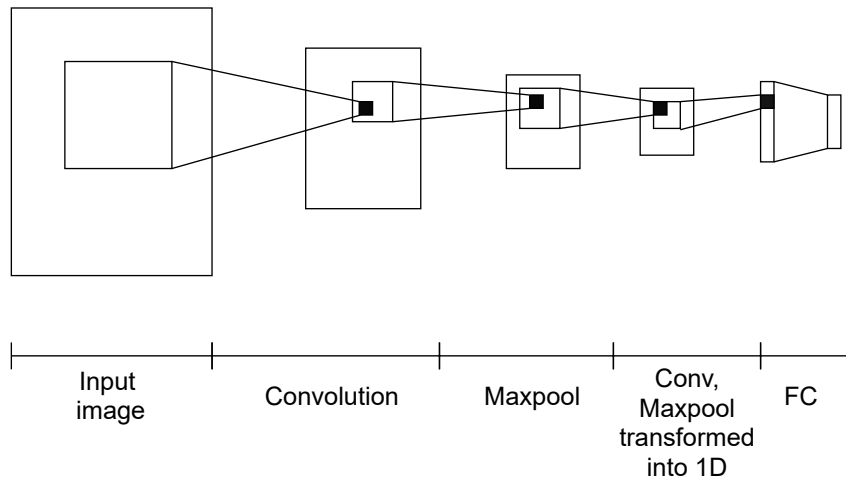 Input
image
Convolution
Maxpool
Conv,
Maxpool
transformed
into 1D
FC